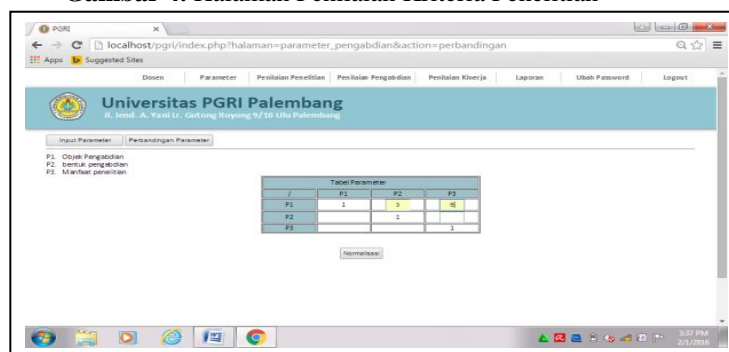 Gambar 4. Halaman Penilaian Kriteria Penelitian
PGRI
localhost/pgri/index.php?halaman=parameter_pengabdian&action=perbandingan
Apps Suggested Sites
Dosen Parameter Penilaian Penelitian Penilaian Pengabdian Penilaian Kinerja Laporan Ubah Password Logout
Universitas PGRI Palembang
Jl. Jend. A. Yani Lr. Gotong Royong 9/10 Ulu Palembang
Input Parameter Perbandingan Parameter
P1. Objek Pengabdian
P2. bentuk pengabdian
P3. Manfaat penelitian
Tabel Parameter
/ P1 P2 P3
P1 1 3 5
P2 1
P3 1
Normalisasi
3:37 PM
2/1/2016